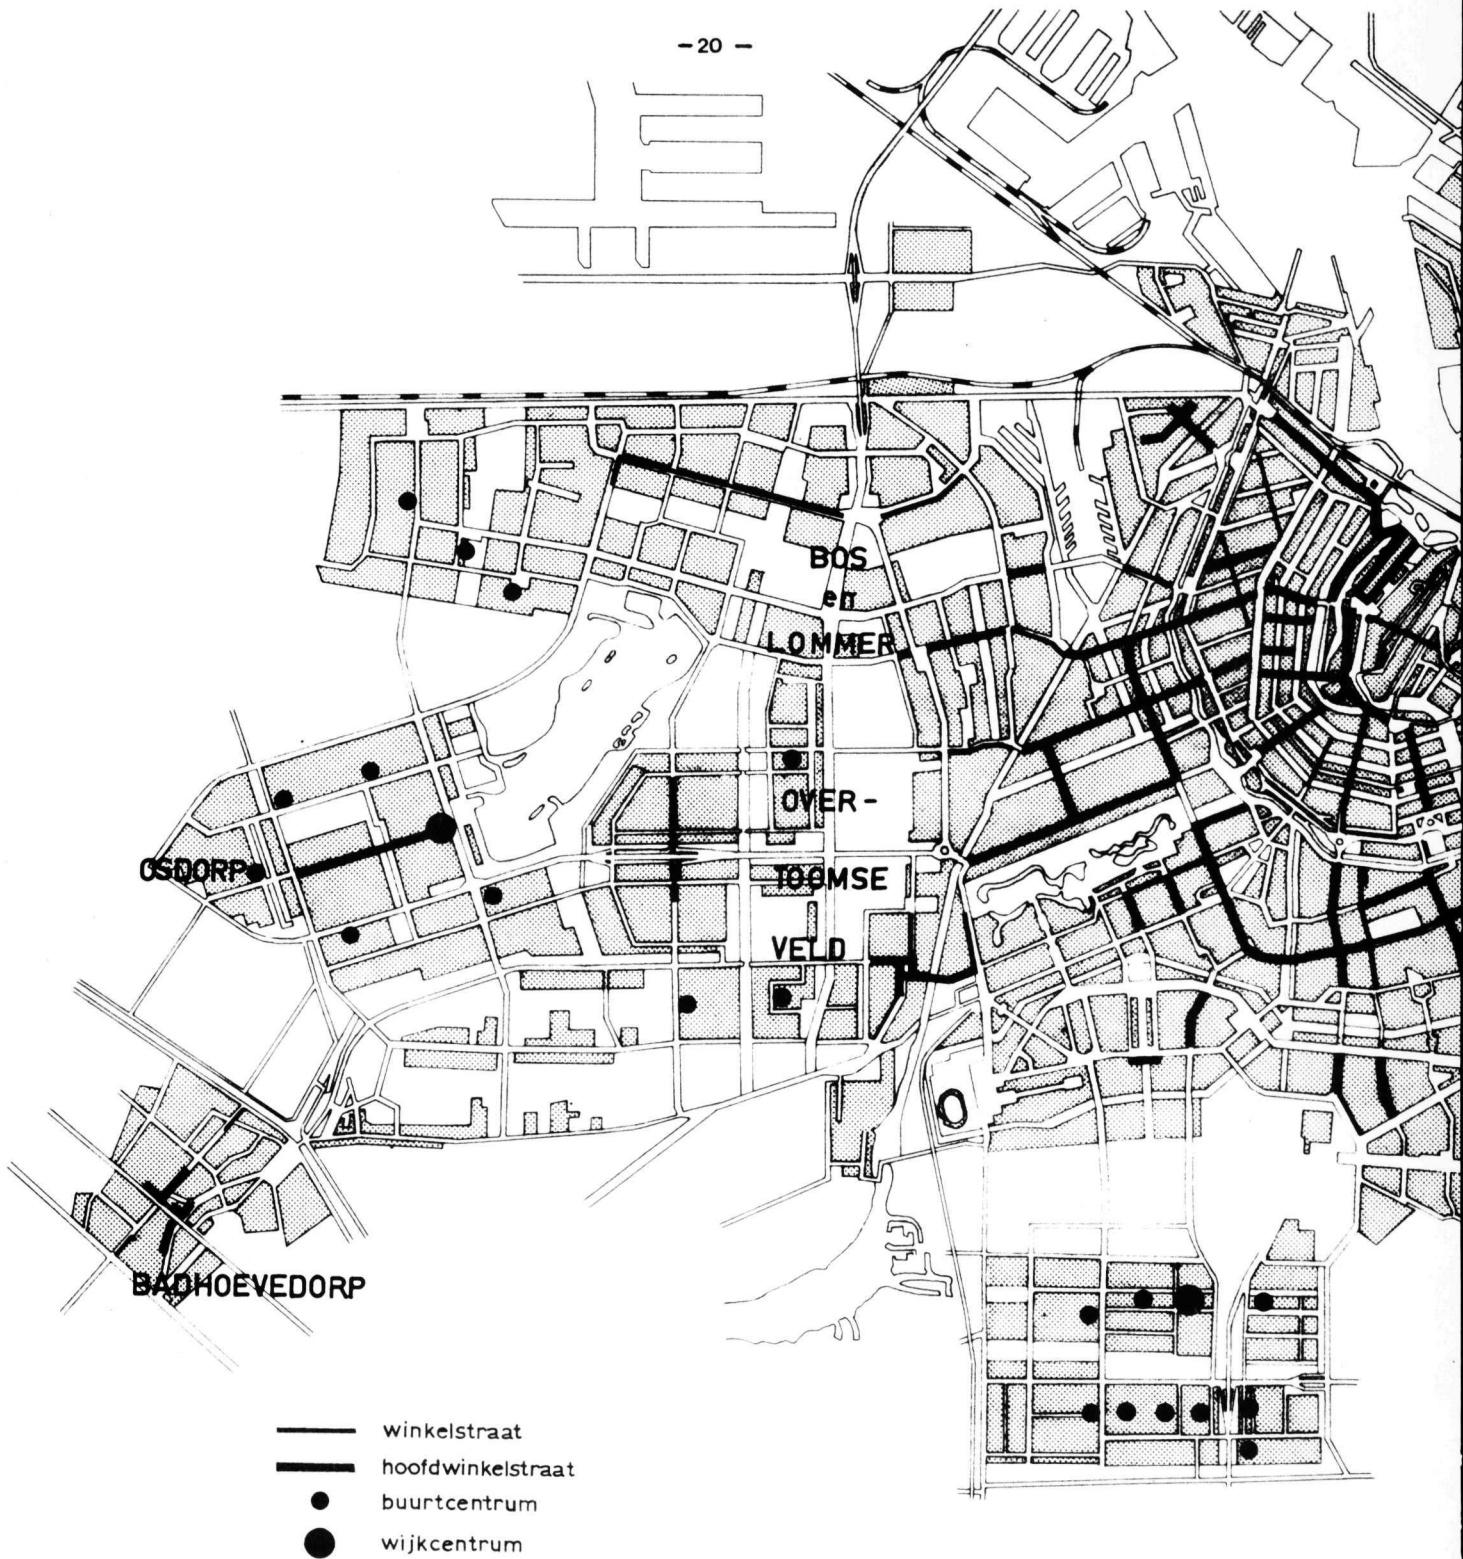 -20 -
BOS
en
LOMMER
OVER-
TOOMSE
VELD
OSDORP
BADHOEVEDORP
winkelstraat
hoofdwinkelstraat
buurtcentrum
wijkcentrum